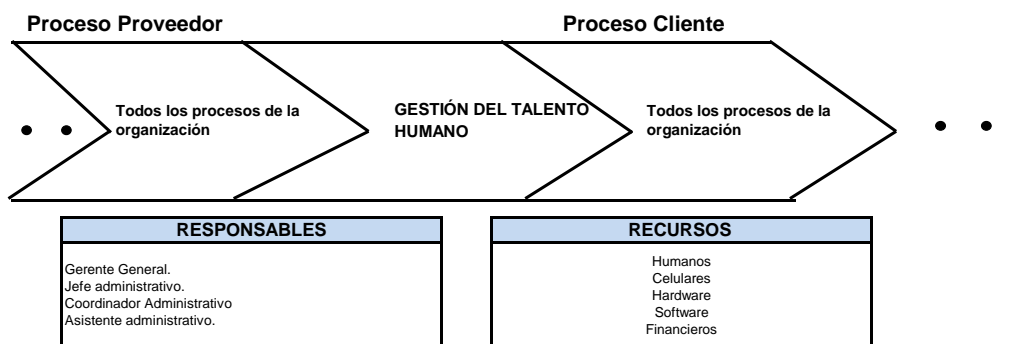 Proceso Proveedor
Proceso Cliente
Todos los procesos de la
organización
GESTIÓN DEL TALENTO
HUMANO
Todos los procesos de la
organización
RESPONSABLES
Gerente General.
Jefe administrativo.
Coordinador Administrativo
Asistente administrativo.
RECURSOS
Humanos
Celulares
Hardware
Software
Financieros